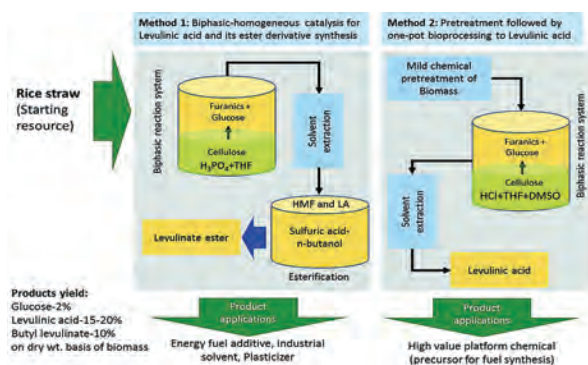 Method 1: Biphasic-homogeneous catalysis for
Levulinic acid and its ester derivative synthesis
Method 2: Pretreatment followed by
one-pot bioprocessing to Levulinic acid
Rice straw
(Starting
resource)
Biphasic reaction system
Furanics +
Glucose
Cellulose
H₃PO₄+THF
Solvent
extraction
HMF and LA
Sulfuric acid-
n-butanol
Esterification
Levulinate ester
Mild chemical
pretreatment of
Biomass
Biphasic reaction system
Furanics +
Glucose
Cellulose
HCl+THF+DMSO
Solvent
extraction
Levulinic acid
Products yield:
Glucose-2%
Levulinic acid-15-20%
Butyl levulinate-10%
on dry wt. basis of biomass
Product
applications
Energy fuel additive, Industrial
solvent, Plasticizer
Product
applications
High value platform chemical
(precursor for fuel synthesis)